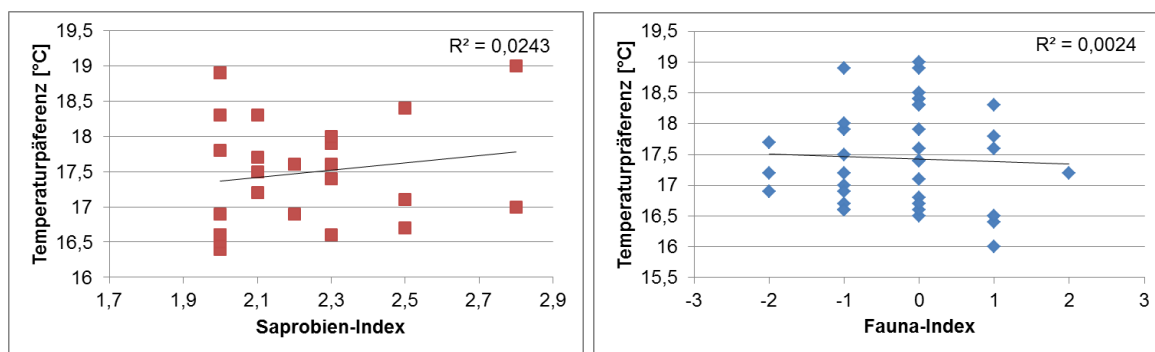 19,5
19
18,5
18
17,5
17
16,5
16
Temperaturpäferenz [°C]
R² = 0,0243
1,7 1,9 2,1 2,3 2,5 2,7 2,9
Saprobien-Index
19,5
19
18,5
18
17,5
17
16,5
16
15,5
Temperaturpräferenz [°C]
R² = 0,0024
-3 -2 -1 0 1 2 3
Fauna-Index